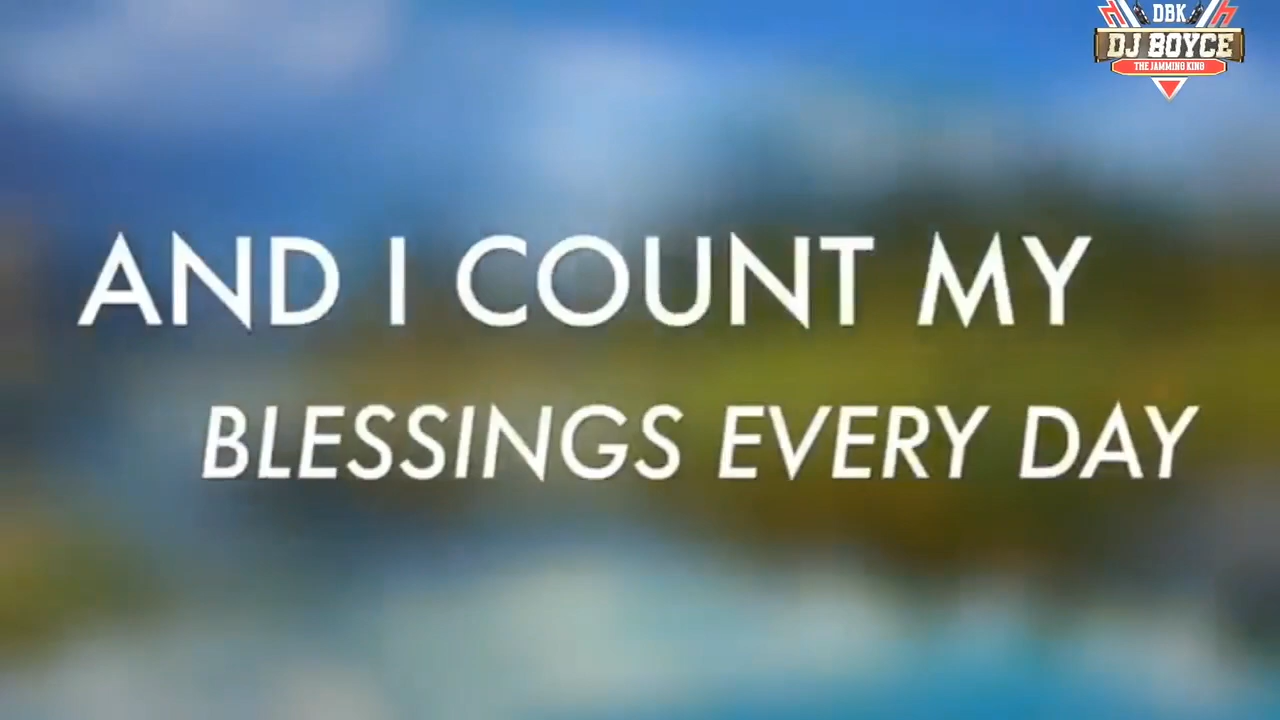 DBK
DJ BOYCE
THE JAMMING KING
AND I COUNT MY
BLESSINGS EVERY DAY